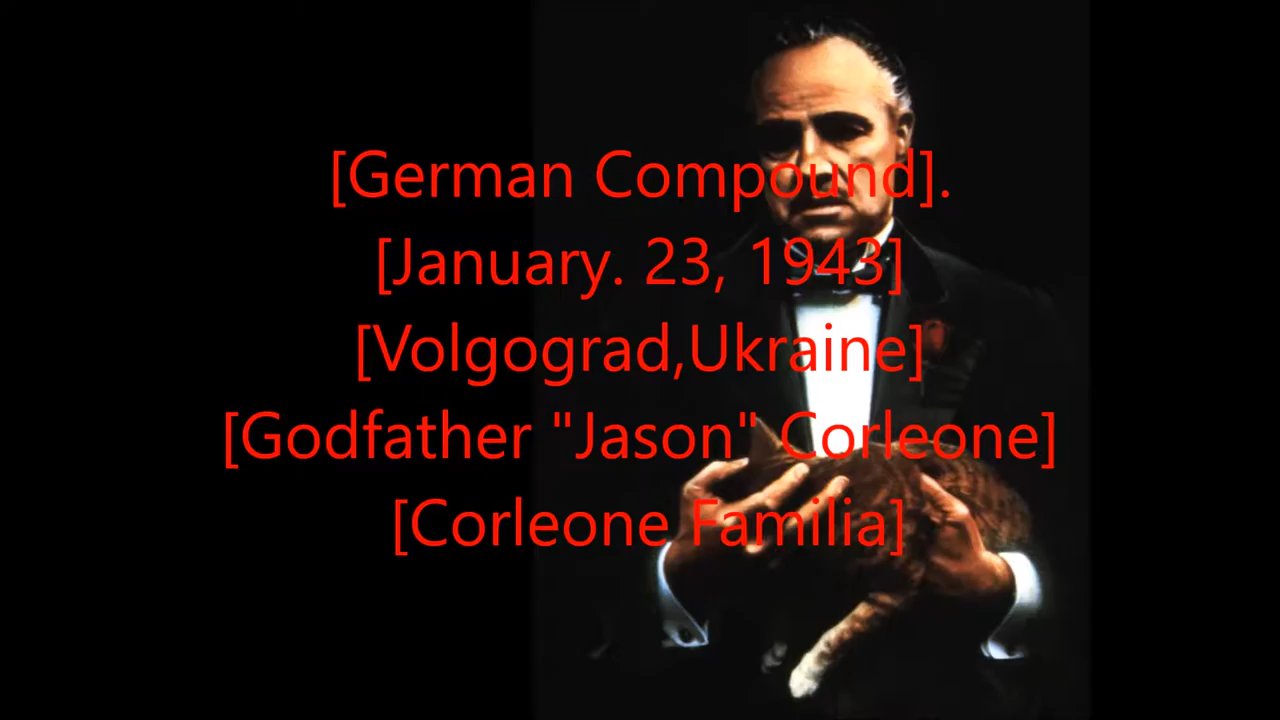 [German Compound].
[January. 23, 1943]
[Volgograd,Ukraine]
[Godfather "Jason" Corleone]
[Corleone Familia]